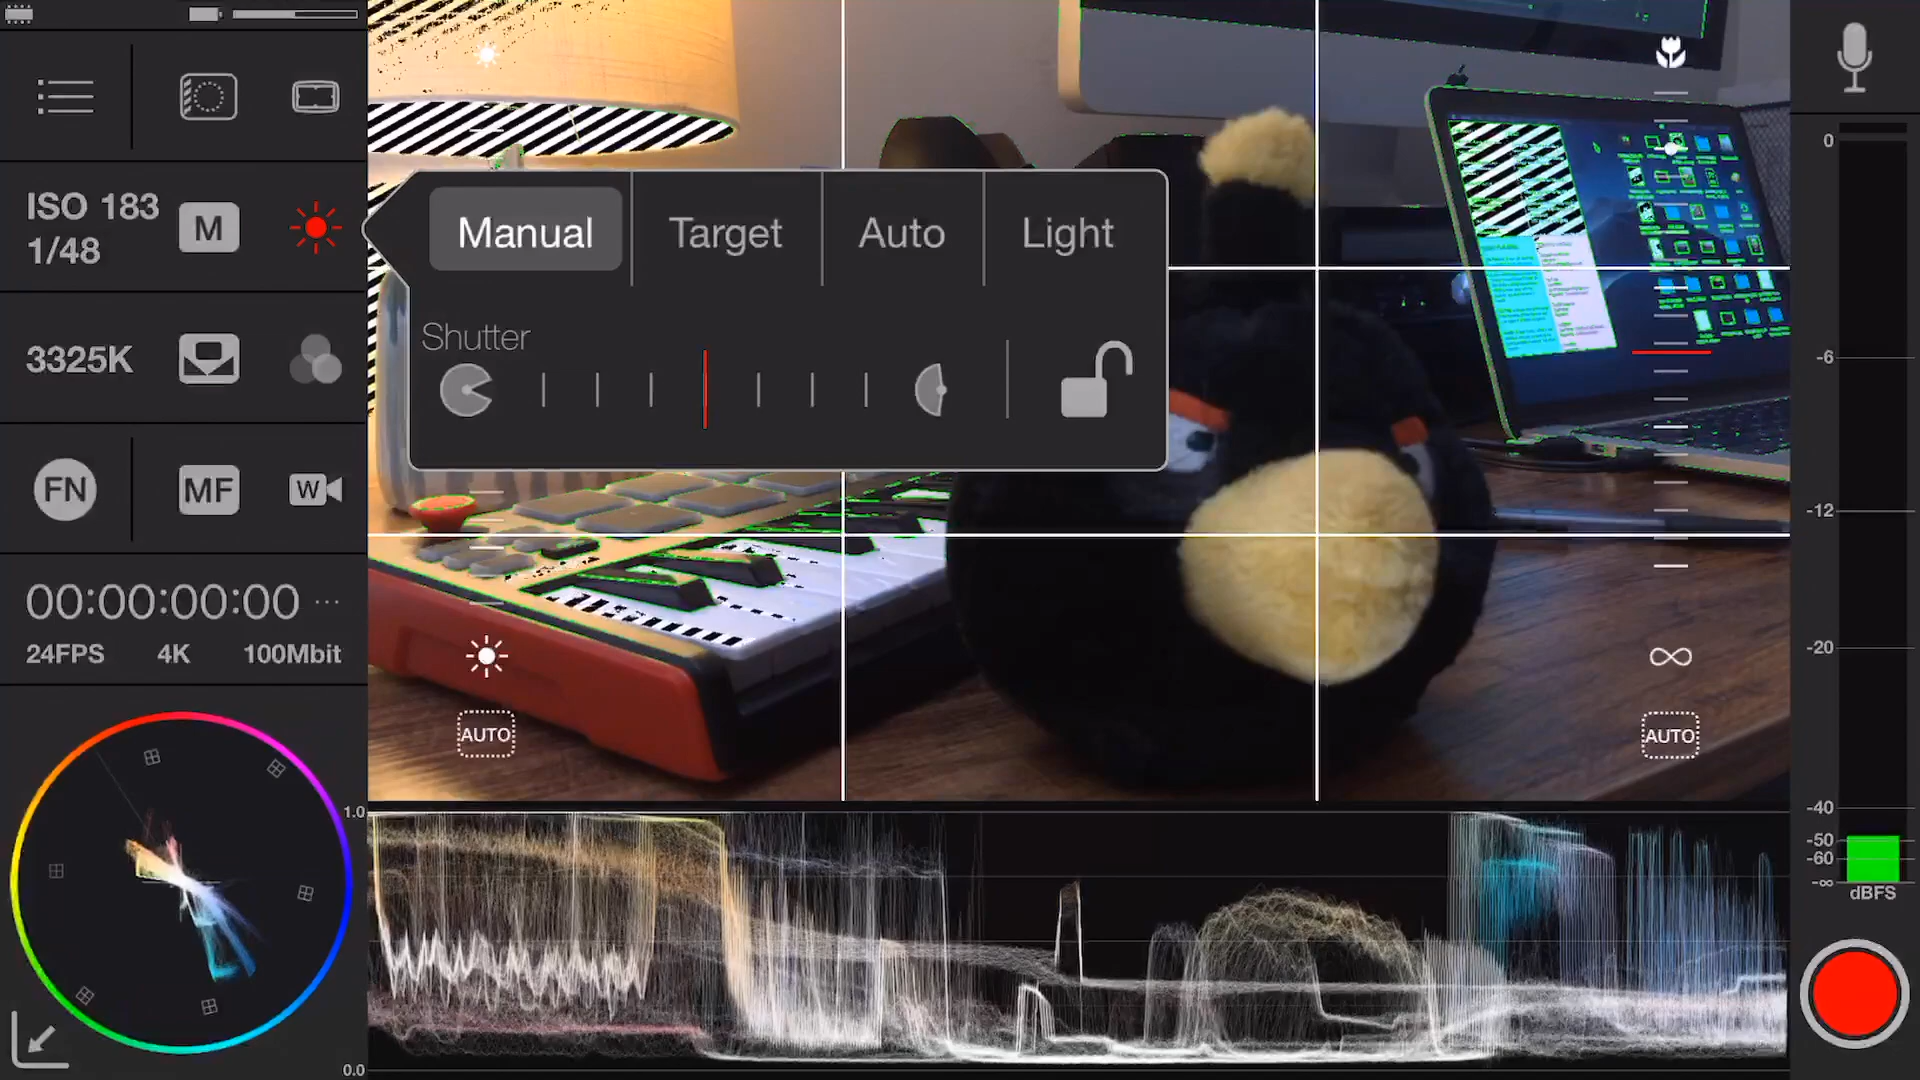 ISO 183
1/48
M
3325K
FN
MF
W
00:00:00:00 ...
24FPS 4K 100Mbit
Manual Target Auto Light
Shutter
AUTO
AUTO
1.0
0.0
0
-6
-12
-20
-40
-50
-60
-∞
dBFS